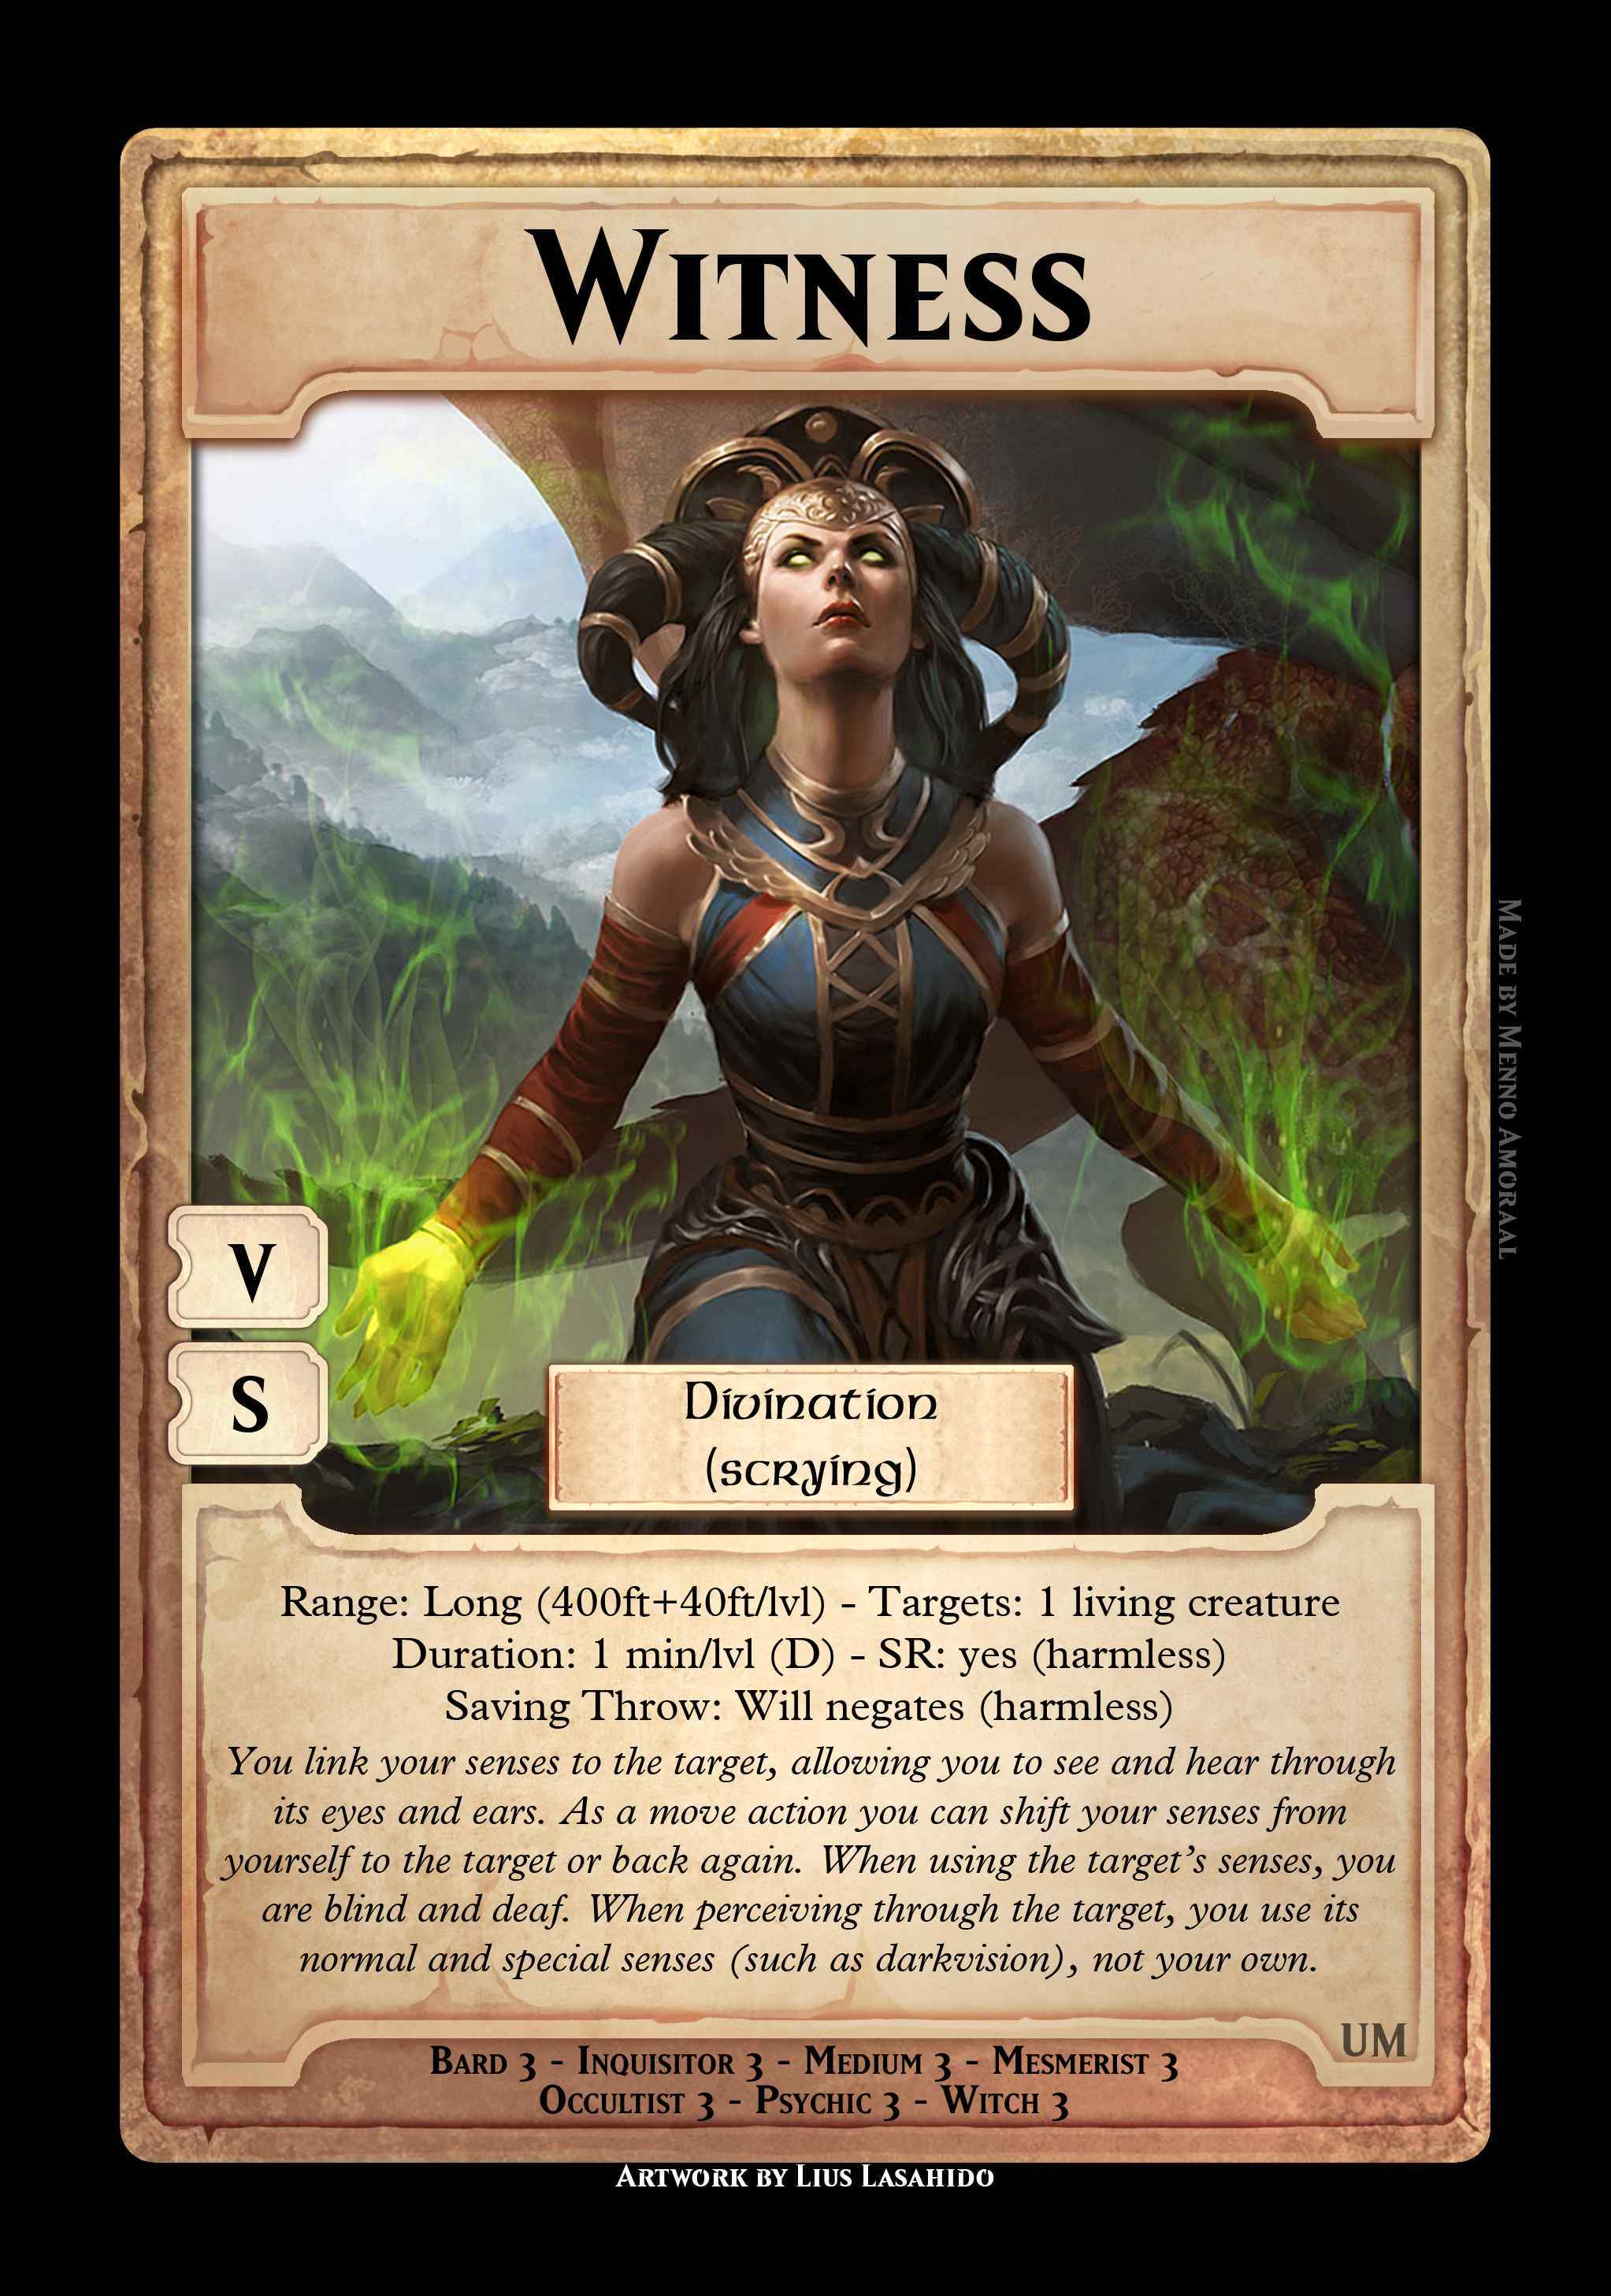 Witness
Made by Menno Amoraal
V
S
Divination
(scrying)
Range: Long (400ft+40ft/lvl) - Targets: 1 living creature
Duration: 1 min/lvl (D) - SR: yes (harmless)
Saving Throw: Will negates (harmless)
You link your senses to the target, allowing you to see and hear through
its eyes and ears. As a move action you can shift your senses from
yourself to the target or back again. When using the target’s senses, you
are blind and deaf. When perceiving through the target, you use its
normal and special senses (such as darkvision), not your own.
UM
Bard 3 - Inquisitor 3 - Medium 3 - Mesmerist 3
Occultist 3 - Psychic 3 - Witch 3
Artwork by Lius Lasahido